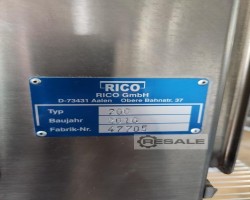 RICO
RICO GmbH
D-73431 Aalen Obere Bahnstr. 37
Typ
Baujahr
Fabrik-Nr. 47705
RESALE